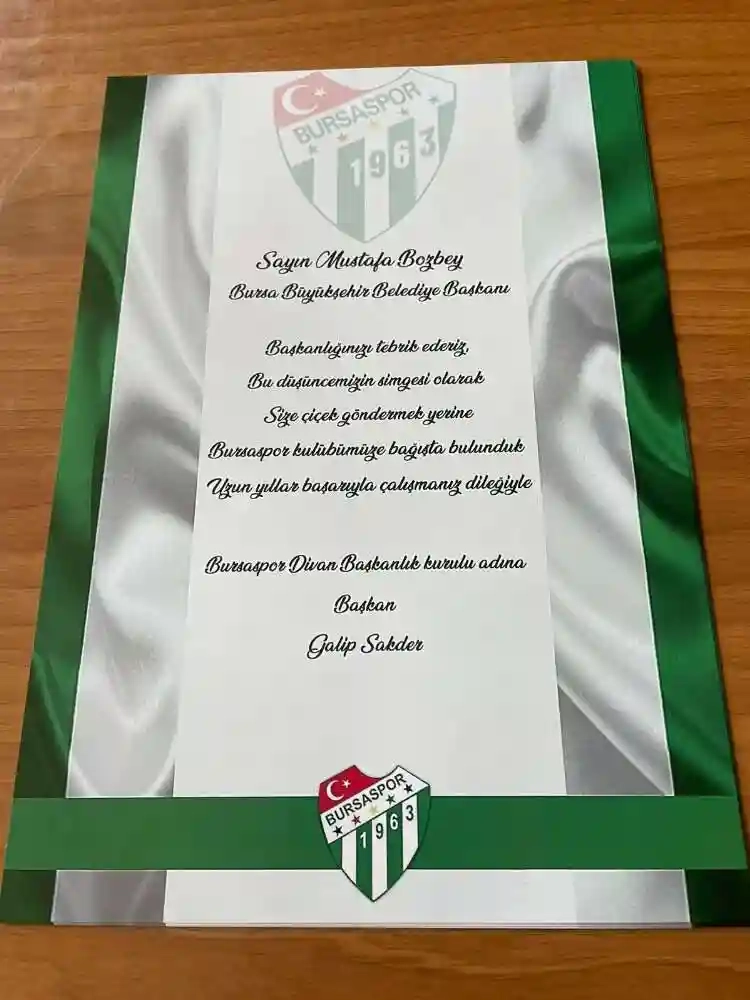 BURSASPOR
1963
Sayın Mustafa Bozbey
Bursa Büyükşehir Belediye Başkanı
Başkanlığınızı tebrik ederiz,
Bu düşüncemizin simgesi olarak
Size çiçek göndermek yerine
Bursaspor kulübümüze bağışta bulunduk
Uzun yıllar başarıyla çalışmanız dileğiyle
Bursaspor Divan Başkanlık kurulu adına
Başkan
Galip Sakder
BURSASPOR
1963